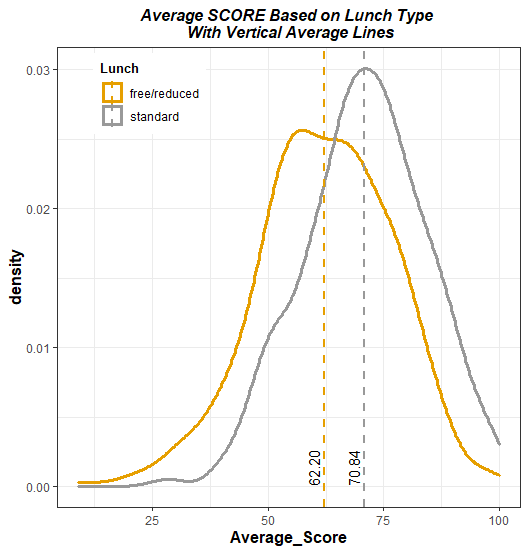 Average SCORE Based on Lunch Type
With Vertical Average Lines
Lunch
free/reduced
standard
0.03
0.02
0.01
0.00
density
62.20
70.84
25
50
75
100
Average_Score